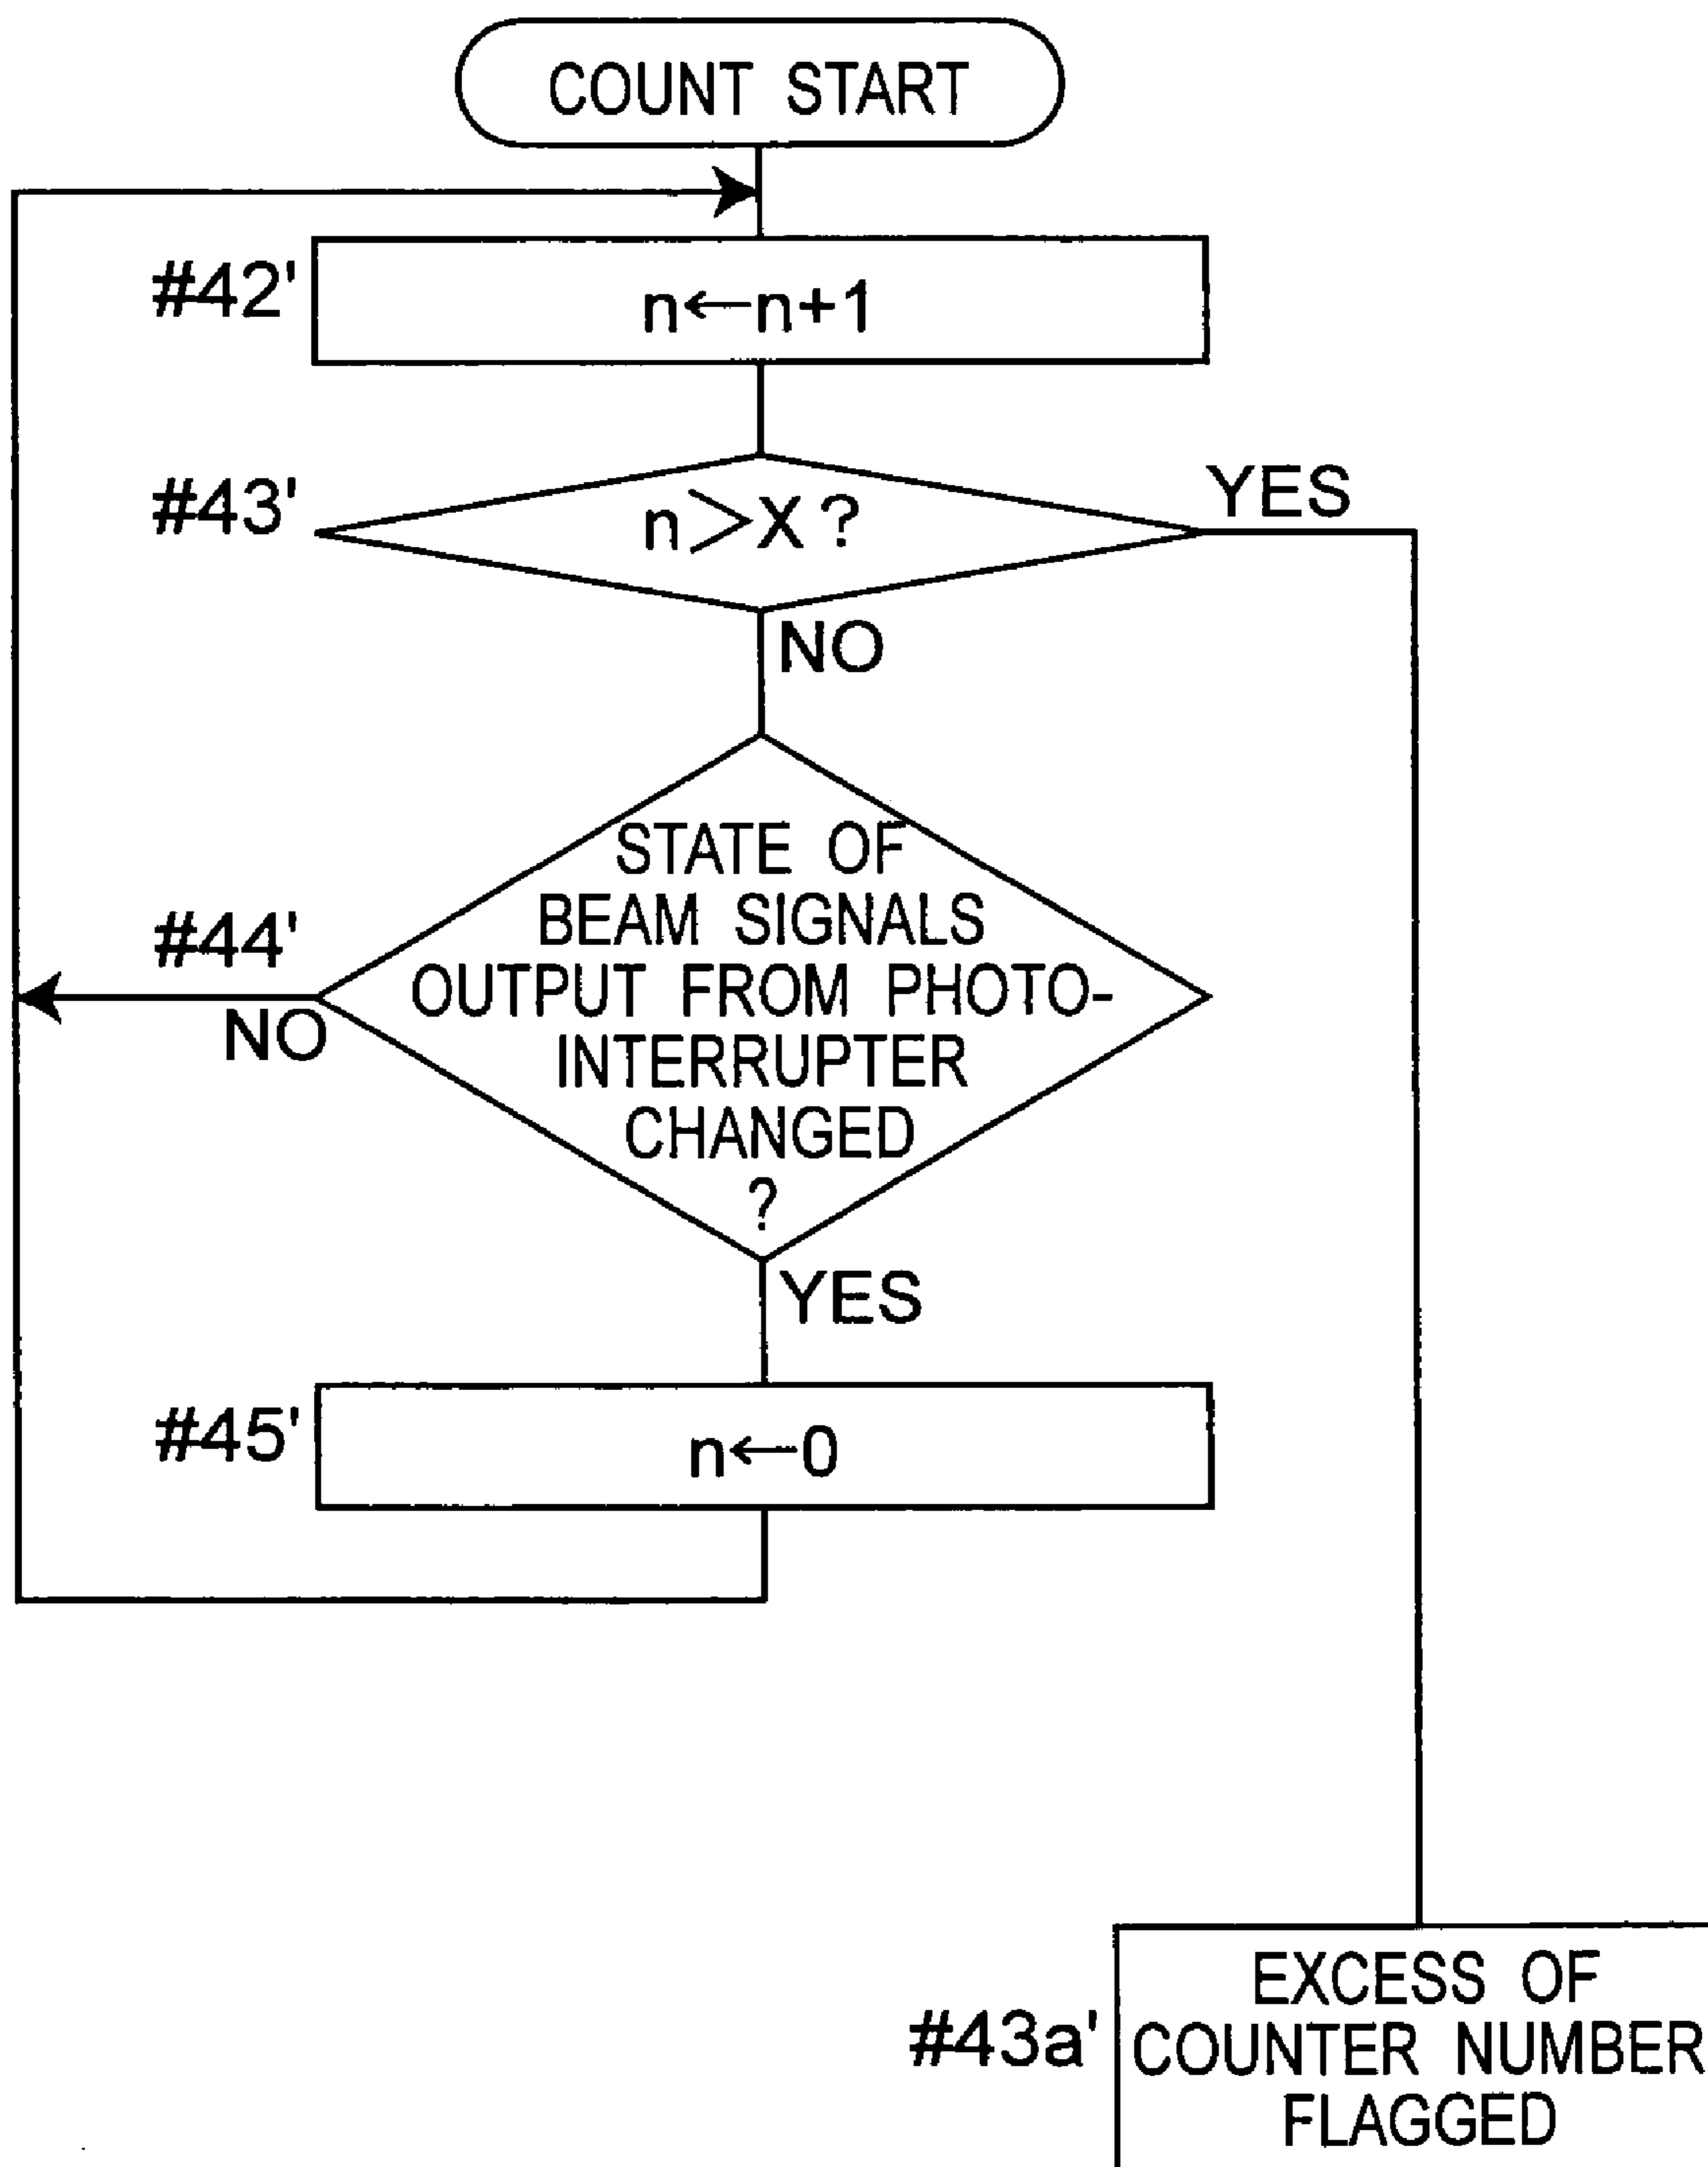 COUNT START
#42'
n←n+1
#43'
n>X?
YES
NO
STATE OF
BEAM SIGNALS
OUTPUT FROM PHOTO-
INTERRUPTER
CHANGED
?
#44'
NO
YES
#45'
n←0
#43a'
EXCESS OF
COUNTER NUMBER
FLAGGED